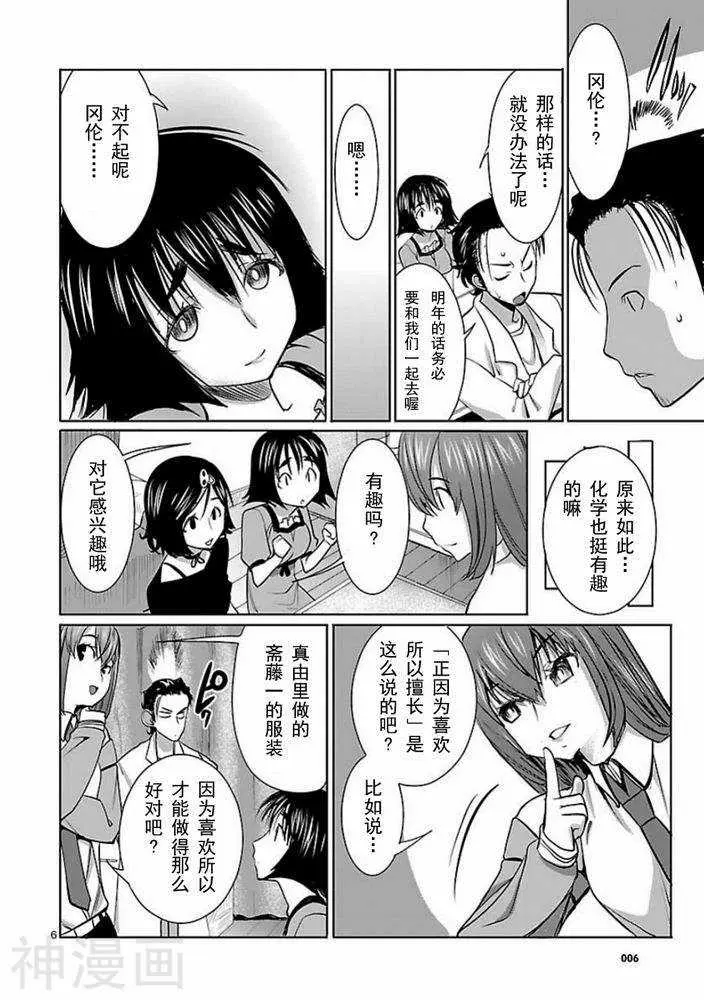 冈伦…?
那样的话…
就没办法了呢
明年的话务必
要和我们一起去喔
嗯……
对不起呢
冈伦……
原来如此…
化学也挺有趣
的嘛
有趣吗?
对它感兴趣哦
「正因为喜欢
所以擅长」是
这么说的吧?
比如说…
真由里做的
斋藤一的服装
因为喜欢所以
才能做得那么
好对吧?
6
006
神漫画